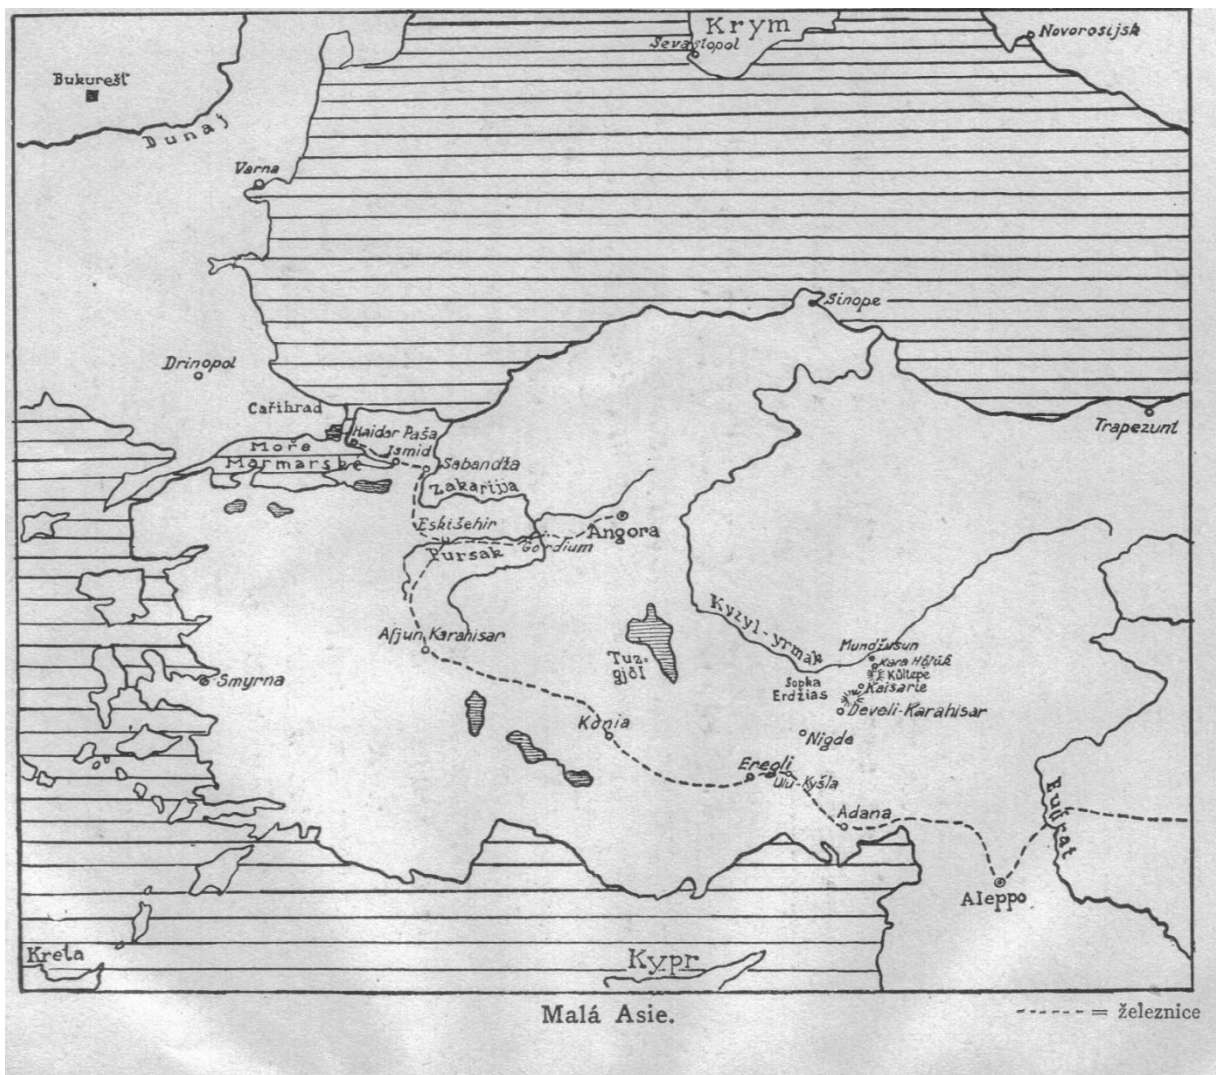 Krym
Sevastopol
Novorosijsk
Bukurešť
Dunaj
Varna
Sinope
Drinopol
Cařihrad
Haidar Paša
Trapezunt
Moře
Marmarské
Ismid
Sabandža
Zakarija
Eskišehir
Angora
Gordium
Pursak
Kyzyl-yrmak
Afjun Karahisar
Mundžusun
Tuz-
gjöl
Kara Höjük
Kültepe
Sopka
Erdžias
Kaisarie
Smyrna
Develi-Karahisar
Konia
Nigde
Eregli
Ulu-Kyšla
Adana
Eufrat
Aleppo
Kreta
Kypr
Malá Asie.
------ = železnice